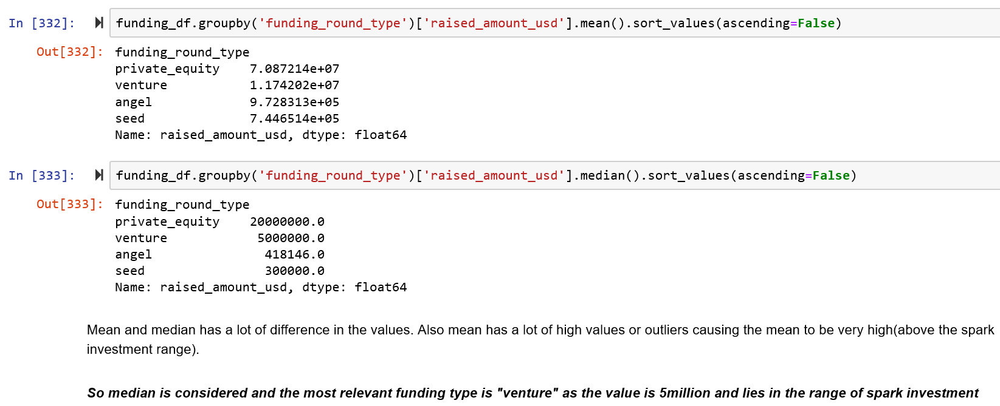 In [332]: funding_df.groupby('funding_round_type')['raised_amount_usd'].mean().sort_values(ascending=False)
Out[332]: funding_round_type
private_equity    7.087214e+07
venture           1.174202e+07
angel             9.728313e+05
seed              7.446514e+05
Name: raised_amount_usd, dtype: float64
In [333]: funding_df.groupby('funding_round_type')['raised_amount_usd'].median().sort_values(ascending=False)
Out[333]: funding_round_type
private_equity    20000000.0
venture            5000000.0
angel               418146.0
seed                300000.0
Name: raised_amount_usd, dtype: float64
Mean and median has a lot of difference in the values. Also mean has a lot of high values or outliers causing the mean to be very high(above the spark
investment range).
So median is considered and the most relevant funding type is "venture" as the value is 5million and lies in the range of spark investment